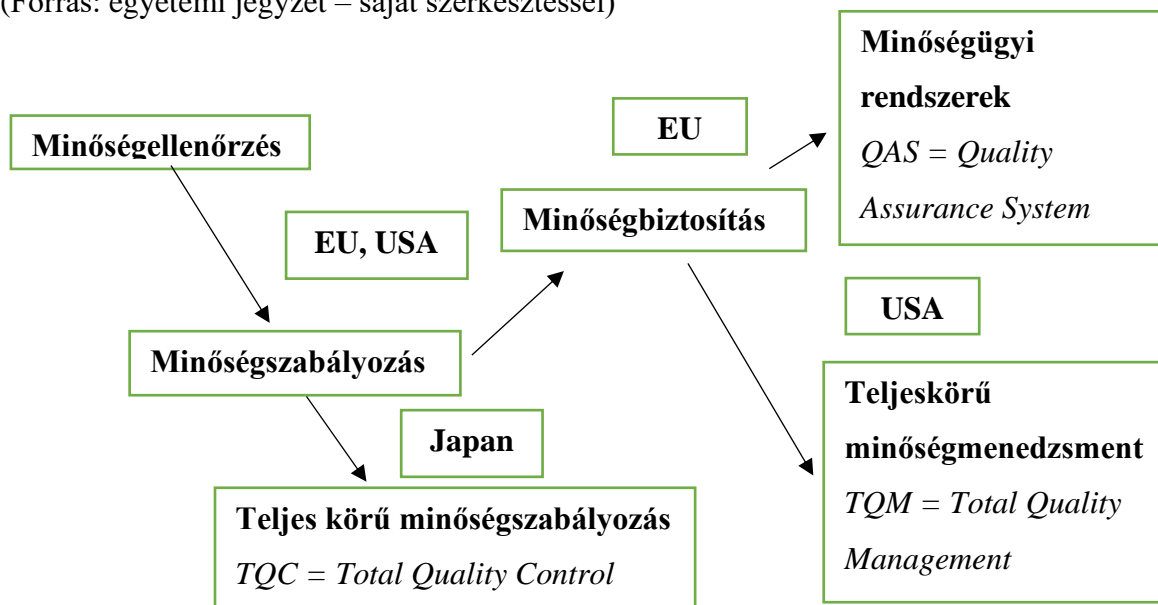 (Forrás: egyetemi jegyzet – saját szerkesztéssel)
Minőségellenőrzés
EU, USA
Minőségszabályozás
Japan
Teljes körű minőségszabályozás
TQC = Total Quality Control
EU
Minőségbiztosítás
Minőségügyi
rendszerek
QAS = Quality
Assurance System
USA
Teljeskörű
minőségmenedzsment
TQM = Total Quality
Management